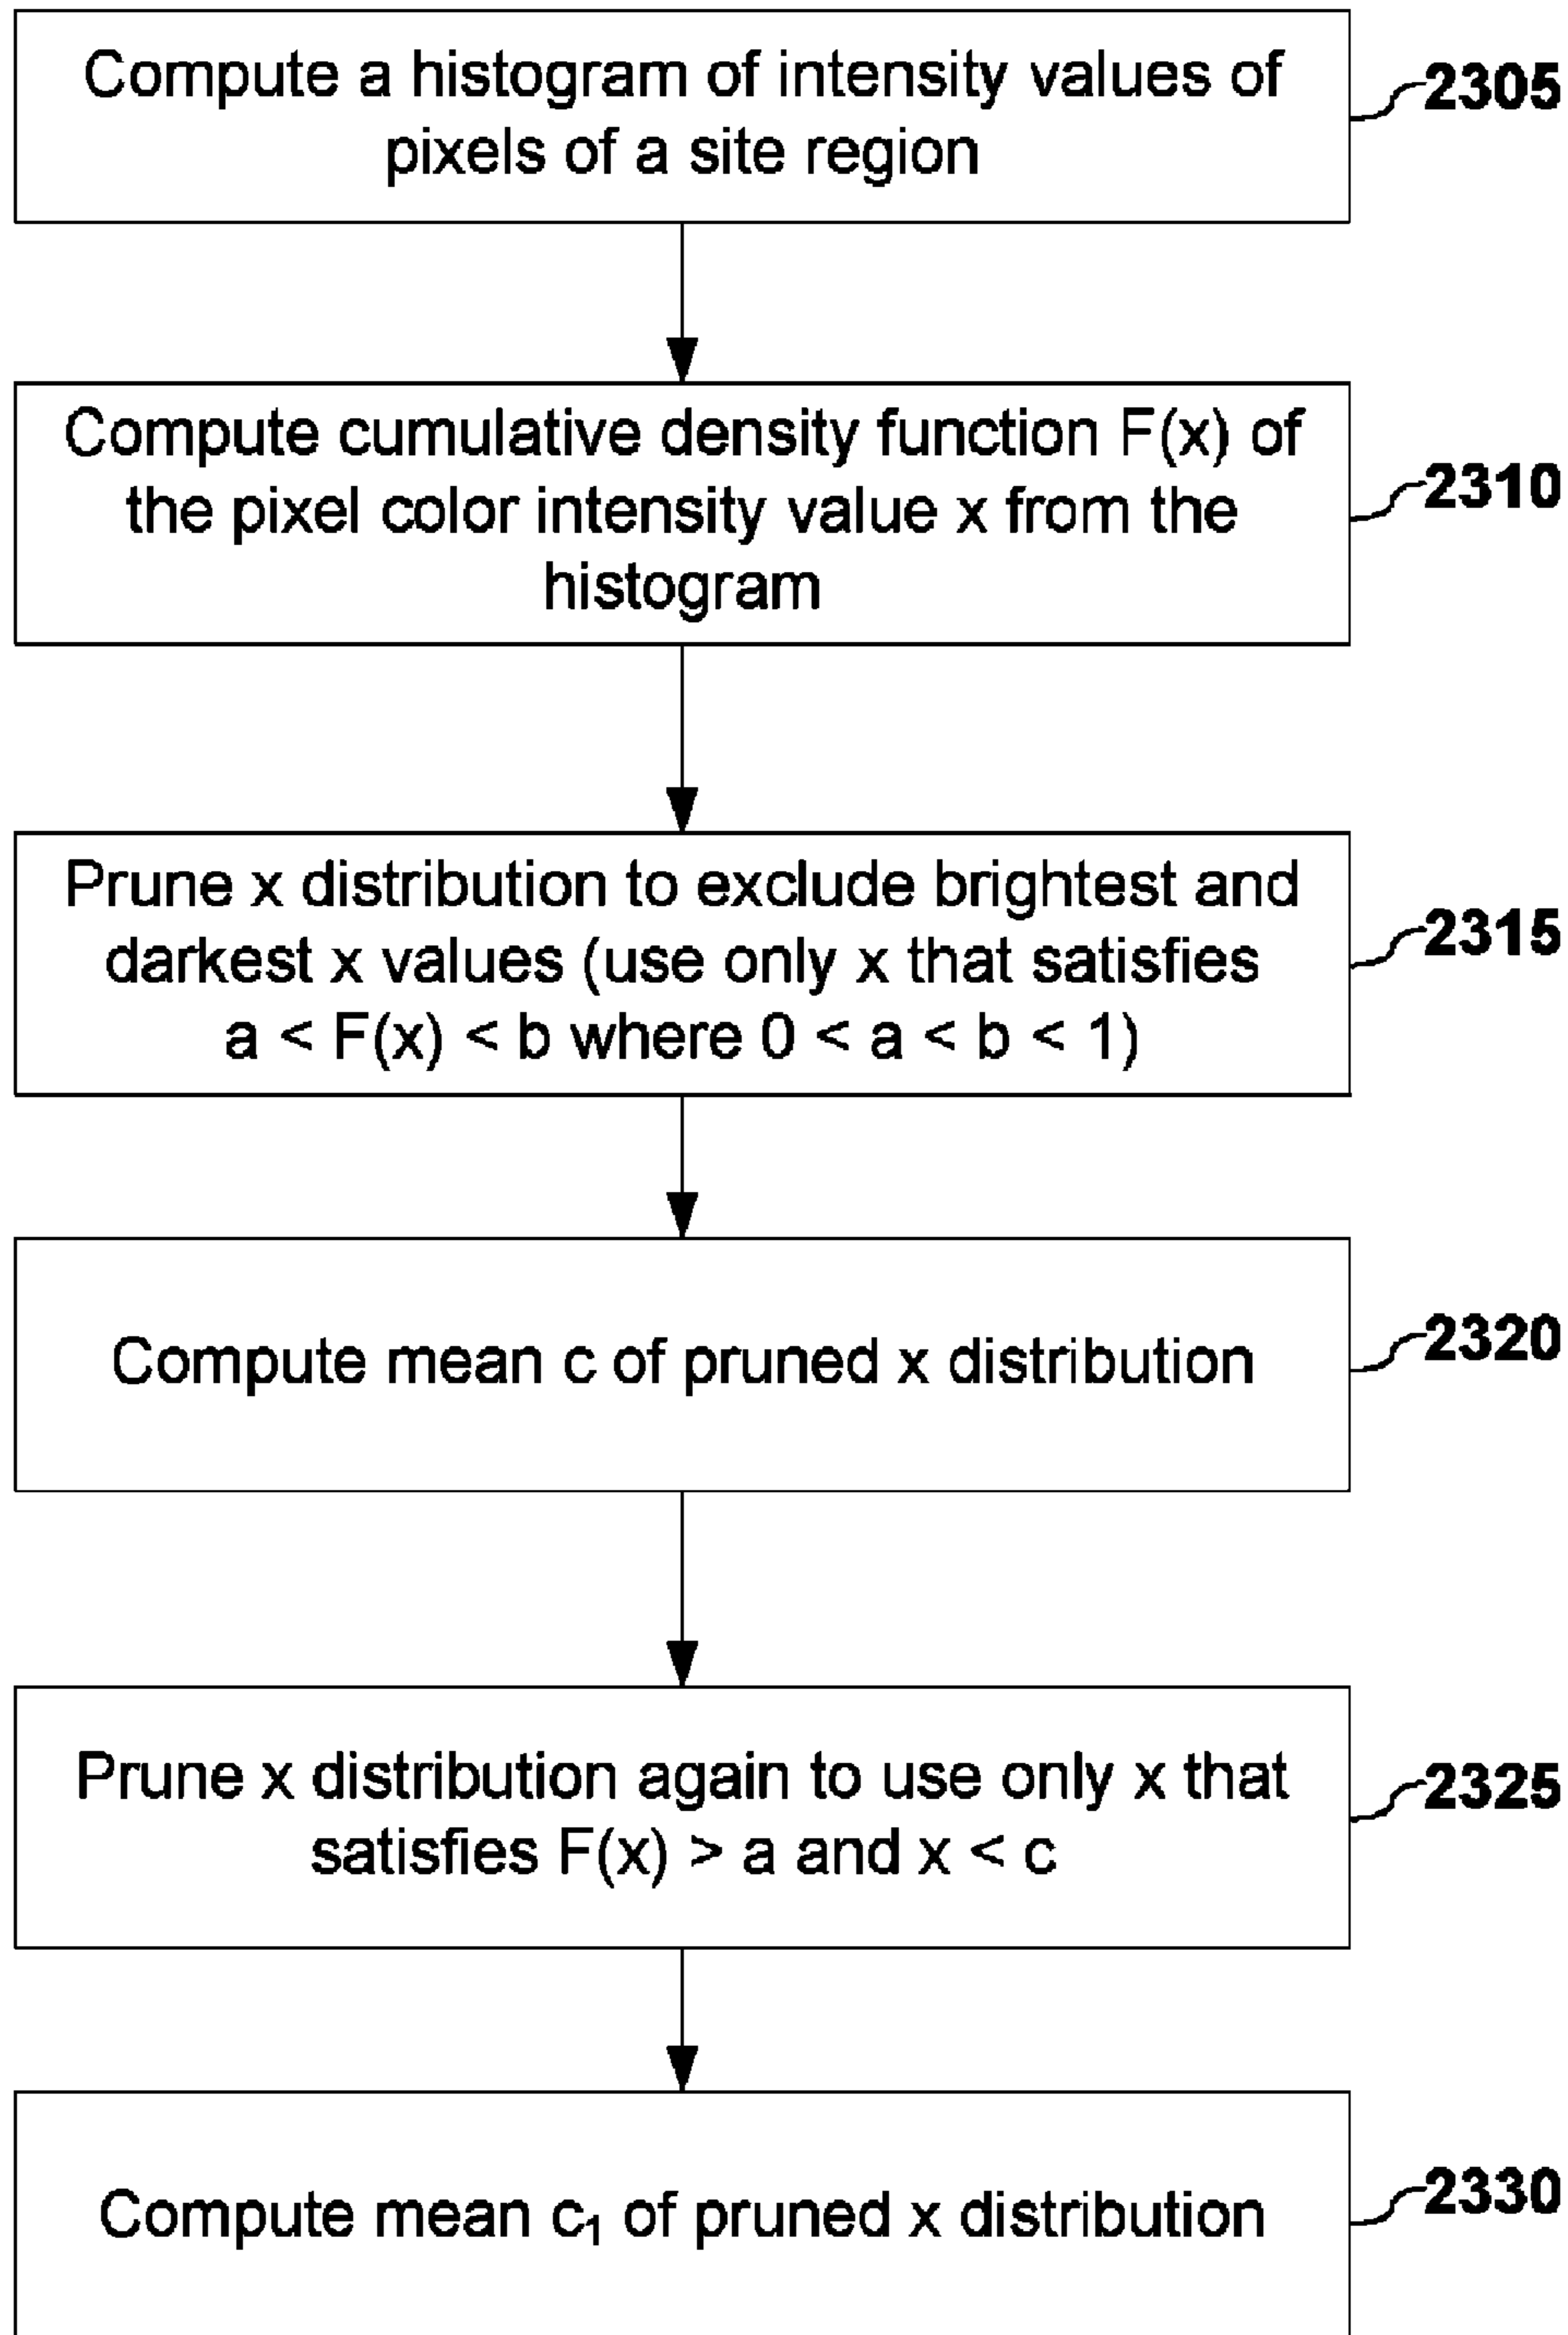 Compute a histogram of intensity values of
pixels of a site region
2305
Compute cumulative density function F(x) of
the pixel color intensity value x from the
histogram
2310
Prune x distribution to exclude brightest and
darkest x values (use only x that satisfies
a < F(x) < b where 0 < a < b < 1)
2315
Compute mean c of pruned x distribution
2320
Prune x distribution again to use only x that
satisfies F(x) > a and x < c
2325
Compute mean c₁ of pruned x distribution
2330